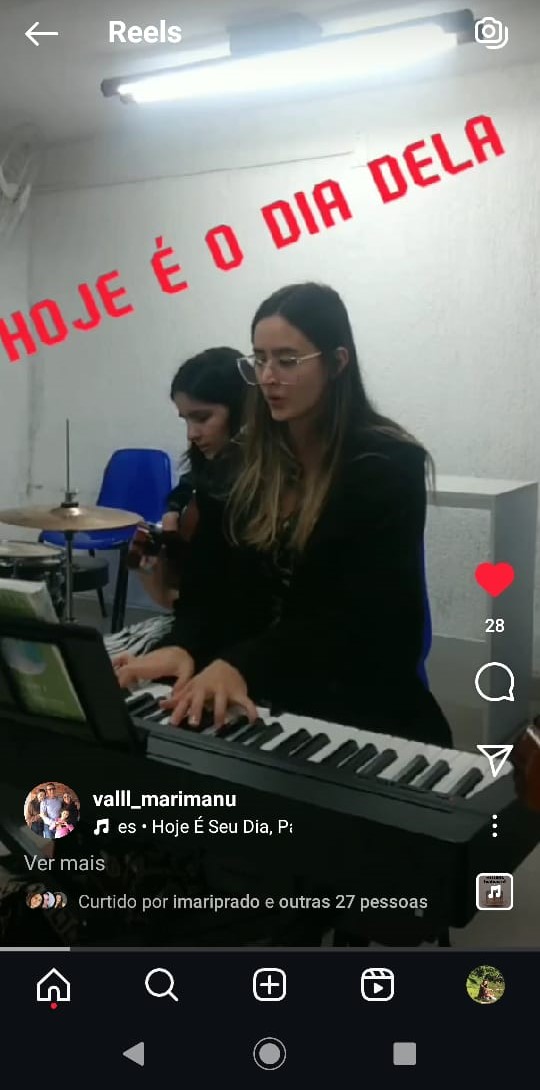 Reels
HOJE É O DIA DELA
28
valll_marimanu
es • Hoje É Seu Dia, Pa
Ver mais
Curtido por imariprado e outras 27 pessoas